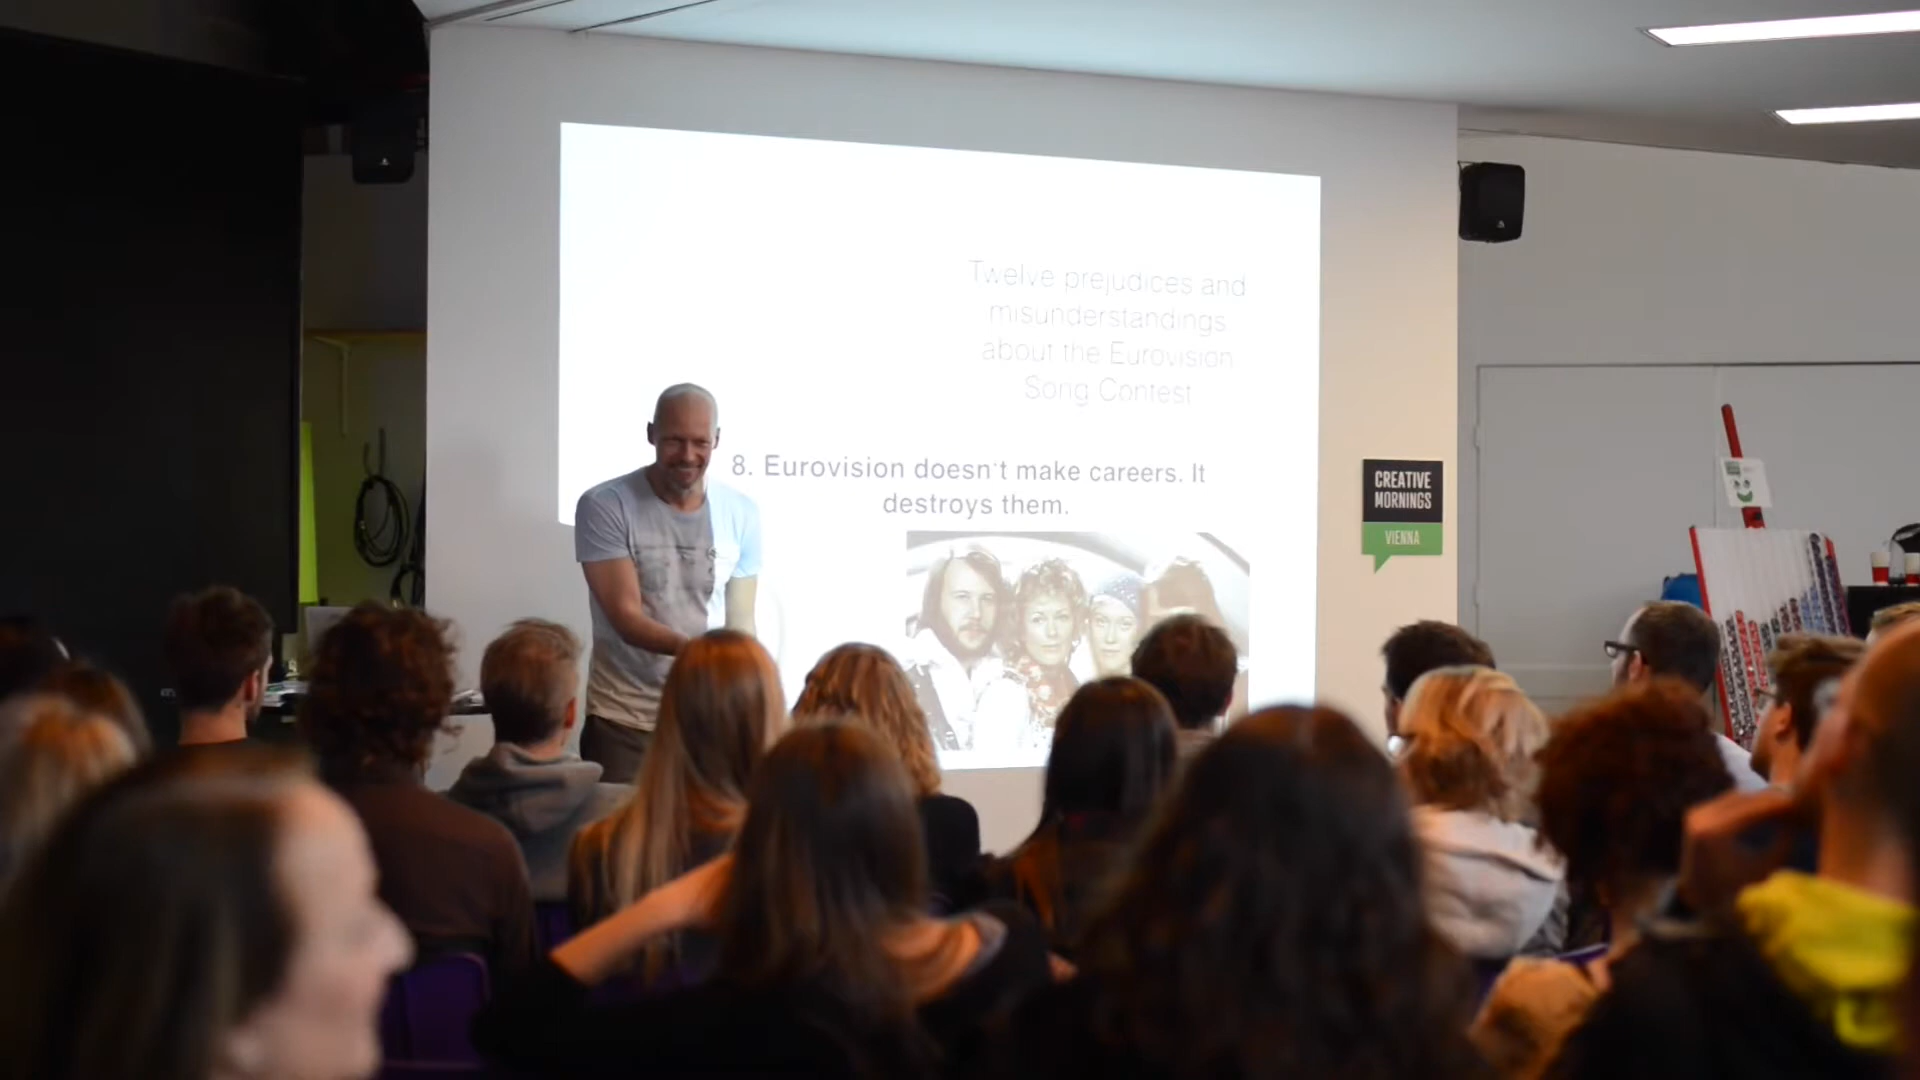 Twelve prejudices and
misunderstandings
about the Eurovision
Song Contest
8. Eurovision doesn't make careers. It
destroys them.
CREATIVE
MORNINGS
VIENNA